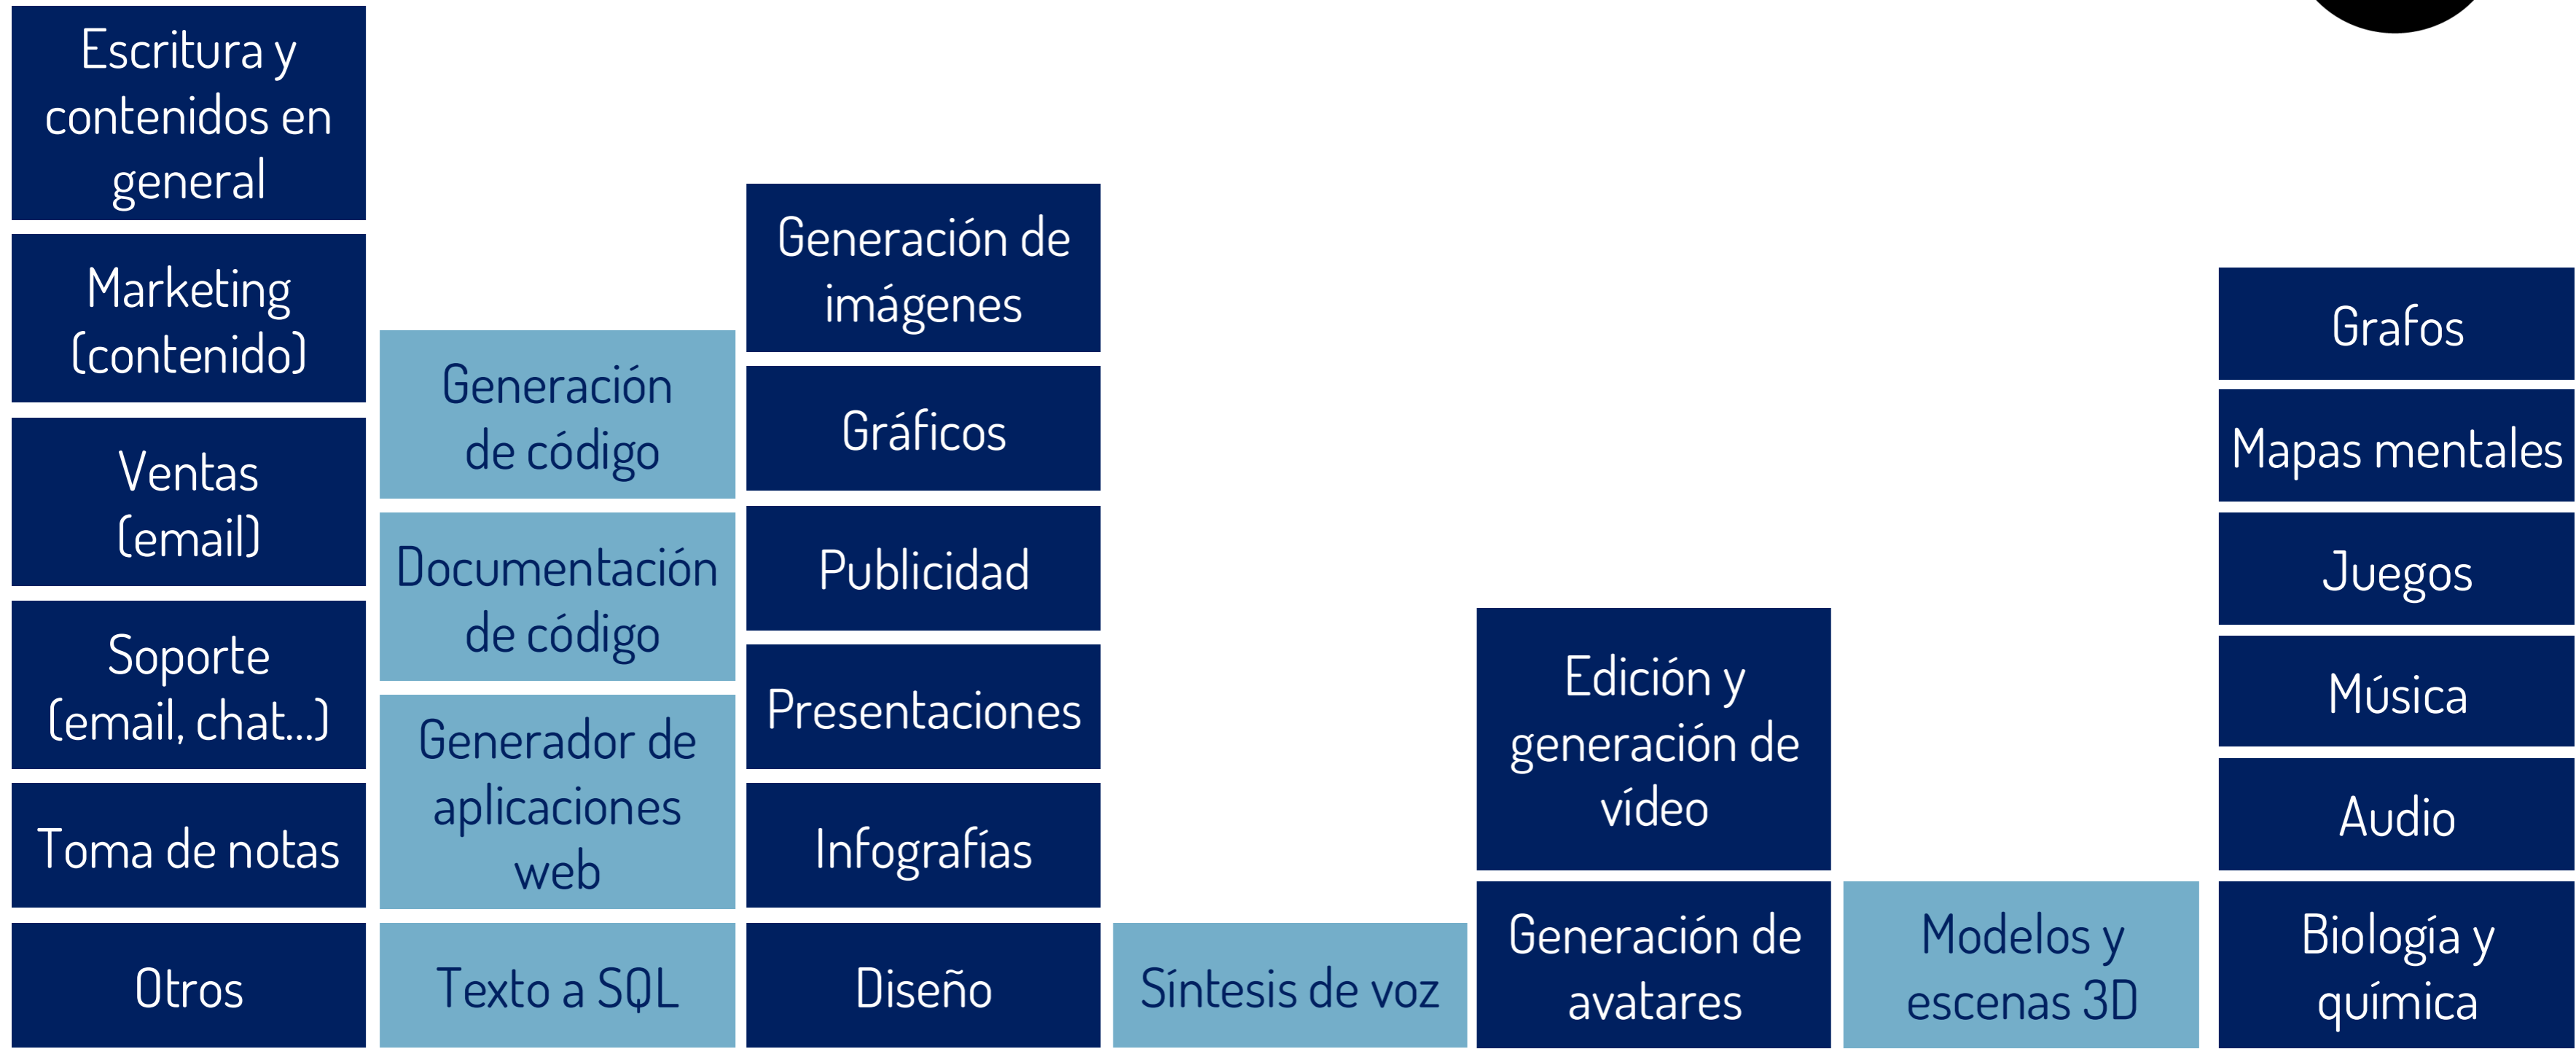 Escritura y
contenidos en
general
Marketing
(contenido)
Ventas
(email)
Soporte
(email, chat...)
Toma de notas
Otros
Generación
de código
Documentación
de código
Generador de
aplicaciones
web
Texto a SQL
Generación de
imágenes
Gráficos
Publicidad
Presentaciones
Infografías
Diseño
Síntesis de voz
Edición y
generación de
vídeo
Generación de
avatares
Modelos y
escenas 3D
Grafos
Mapas mentales
Juegos
Música
Audio
Biología y
química